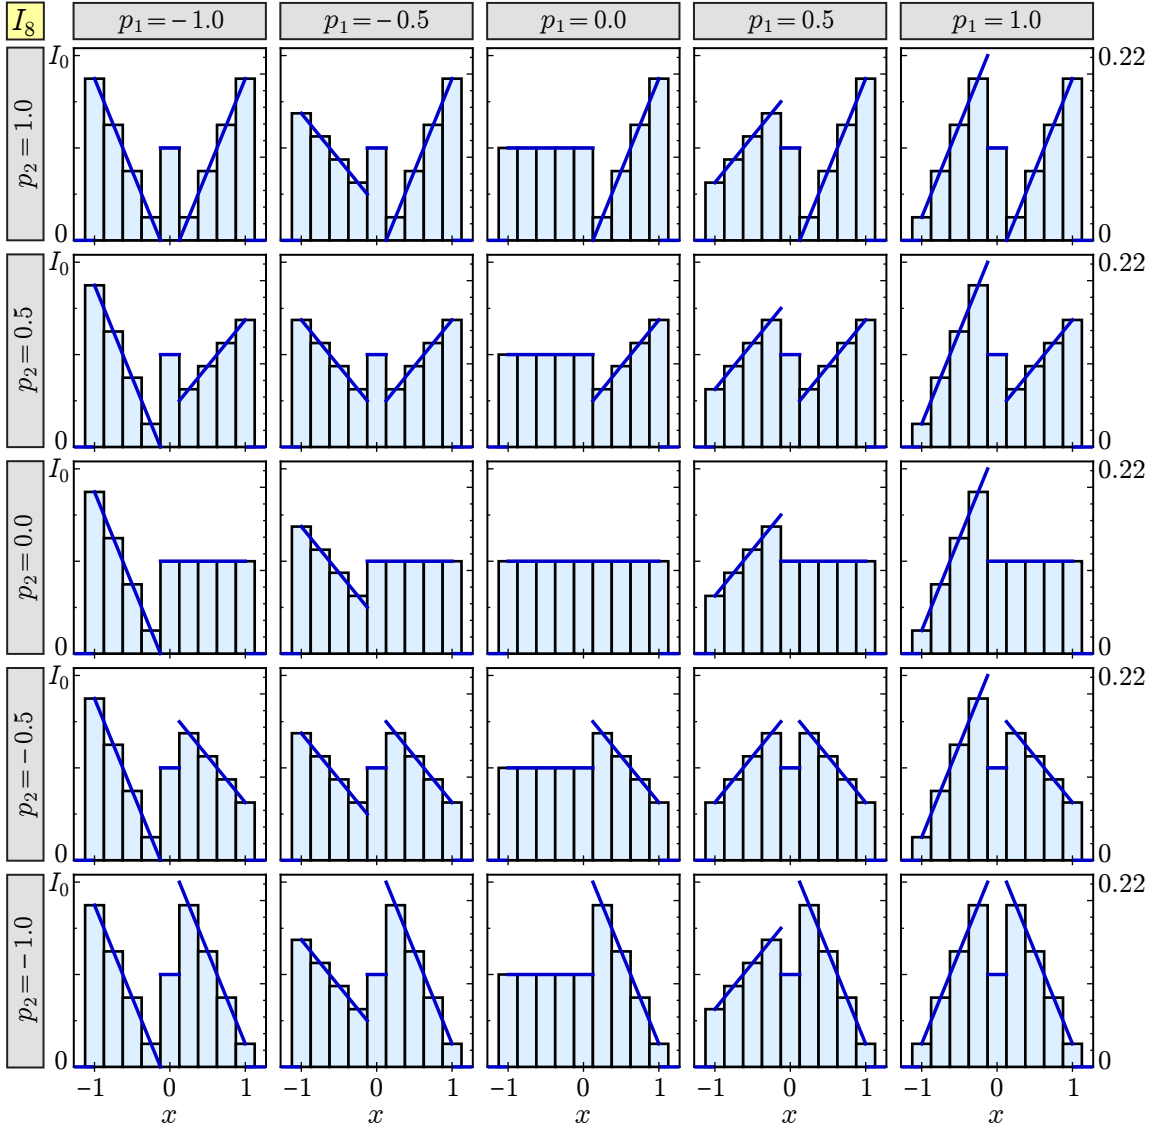 I₈ p₁ = −1.0 p₁ = −0.5 p₁ = 0.0 p₁ = 0.5 p₁ = 1.0
I₀ 0.22
p₂ = 1.0
0 0
I₀ 0.22
p₂ = 0.5
0 0
I₀ 0.22
p₂ = 0.0
0 0
I₀ 0.22
p₂ = −0.5
0 0
I₀ 0.22
p₂ = −1.0
0 0
−1 0 1 −1 0 1 −1 0 1 −1 0 1 −1 0 1
x x x x x